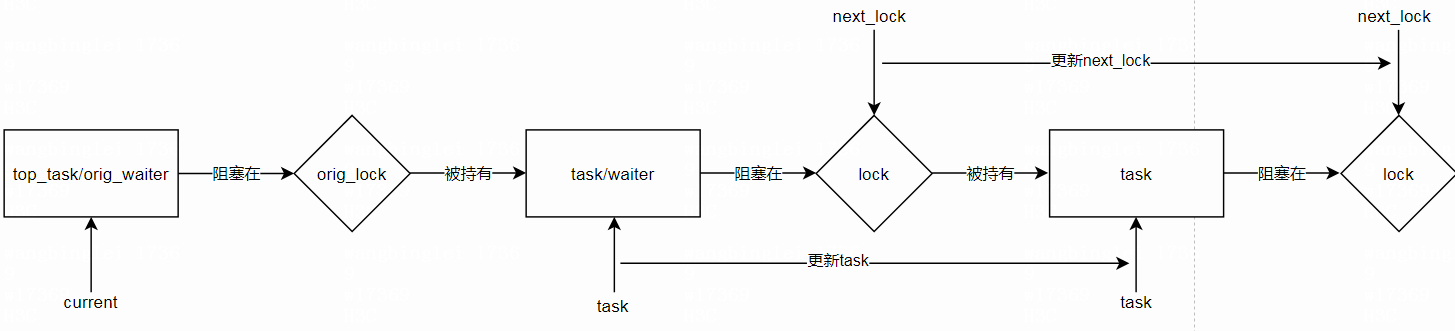 next_lock
next_lock
更新next_lock
top_task/orig_waiter
阻塞在
orig_lock
被持有
task/waiter
阻塞在
lock
被持有
task
阻塞在
lock
更新task
current
task
task